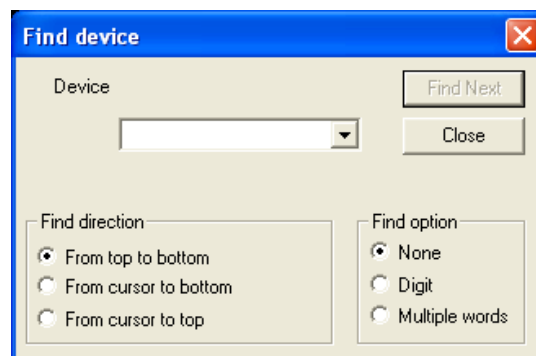 Find device
Device
Find Next
Close
Find direction
From top to bottom
From cursor to bottom
From cursor to top
Find option
None
Digit
Multiple words